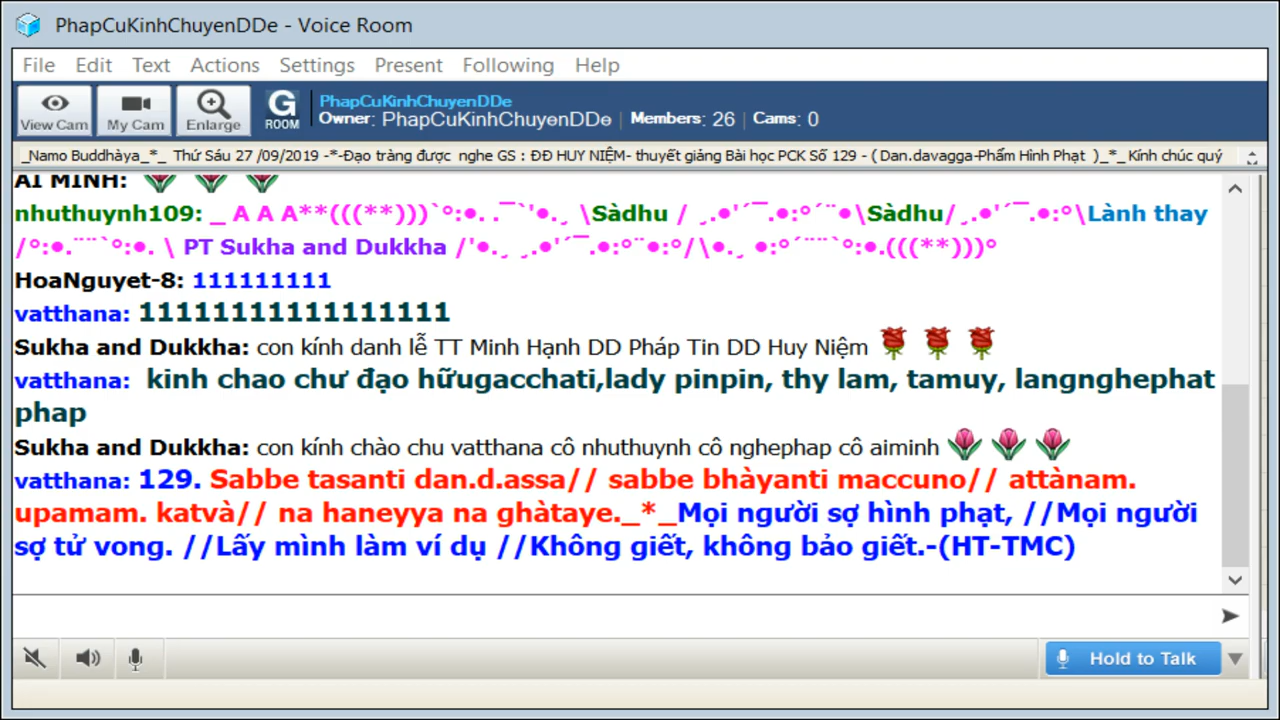 PhapCuKinhChuyenDDe - Voice Room
File Edit Text Actions Settings Present Following Help
View Cam My Cam Enlarge G ROOM PhapCuKinhChuyenDDe
Owner: PhapCuKinhChuyenDDe | Members: 26 | Cams: 0
_Namo Buddhàya_*_ Thứ Sáu 27 /09/2019 -*-Đạo tràng được nghe GS : ĐĐ HUY NIỆM- thuyết giảng Bài học PCK Số 129 - ( Dan.davagga-Phẩm Hình Phạt )_*_ Kính chúc quý
AI MINH:
nhuthuynh109: _ A A A**(((**)))`°:•. .¯`'•.¸ \Sàdhu / ¸.•'´¯.•:°´¨•\Sàdhu/¸.•'´¯.•:°\Lành thay
/°:•.¨¨`°:•. \ PT Sukha and Dukkha /'•.¸ ¸.•'´¯.•:°¨•:°/\•.¸ •:°´¨¨`°:•.(((**)))°
HoaNguyet-8: 111111111
vatthana: 11111111111111111
Sukha and Dukkha: con kính danh lễ TT Minh Hạnh DD Pháp Tin DD Huy Niệm
vatthana: kinh chao chư đạo hữugacchati,lady pinpin, thy lam, tamuy, langnghephat
phap
Sukha and Dukkha: con kính chào chu vatthana cô nhuthuynh cô nghephap cô aiminh
vatthana: 129. Sabbe tasanti dan.d.assa// sabbe bhàyanti maccuno// attànam.
upamam. katvà// na haneyya na ghàtaye._*_Mọi người sợ hình phạt, //Mọi người
sợ tử vong. //Lấy mình làm ví dụ //Không giết, không bảo giết.-(HT-TMC)
Hold to Talk